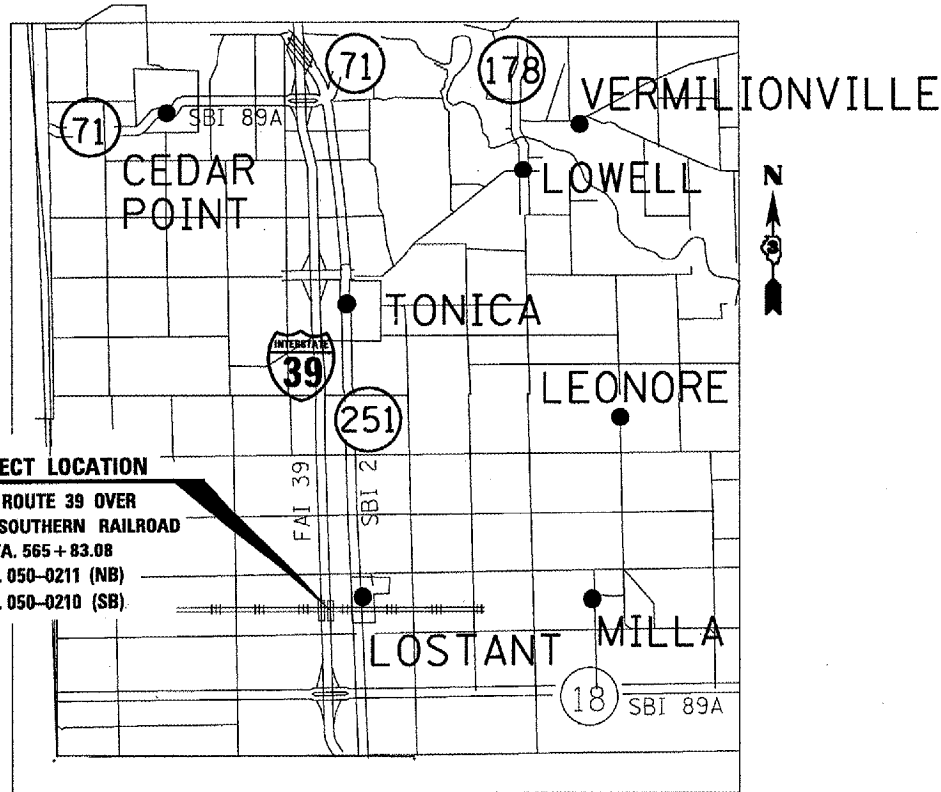 71
178
VERMILIONVILLE
71
SBI 89A
CEDAR
POINT
LOWELL
N
3
TONICA
INTERSTATE
39
LEONORE
251
ECT LOCATION
ROUTE 39 OVER
SOUTHERN RAILROAD
TA. 565+83.08
. 050-0211 (NB)
. 050-0210 (SB)
FAI 39
SBI 2
LOSTANT
MILLA
18
SBI 89A